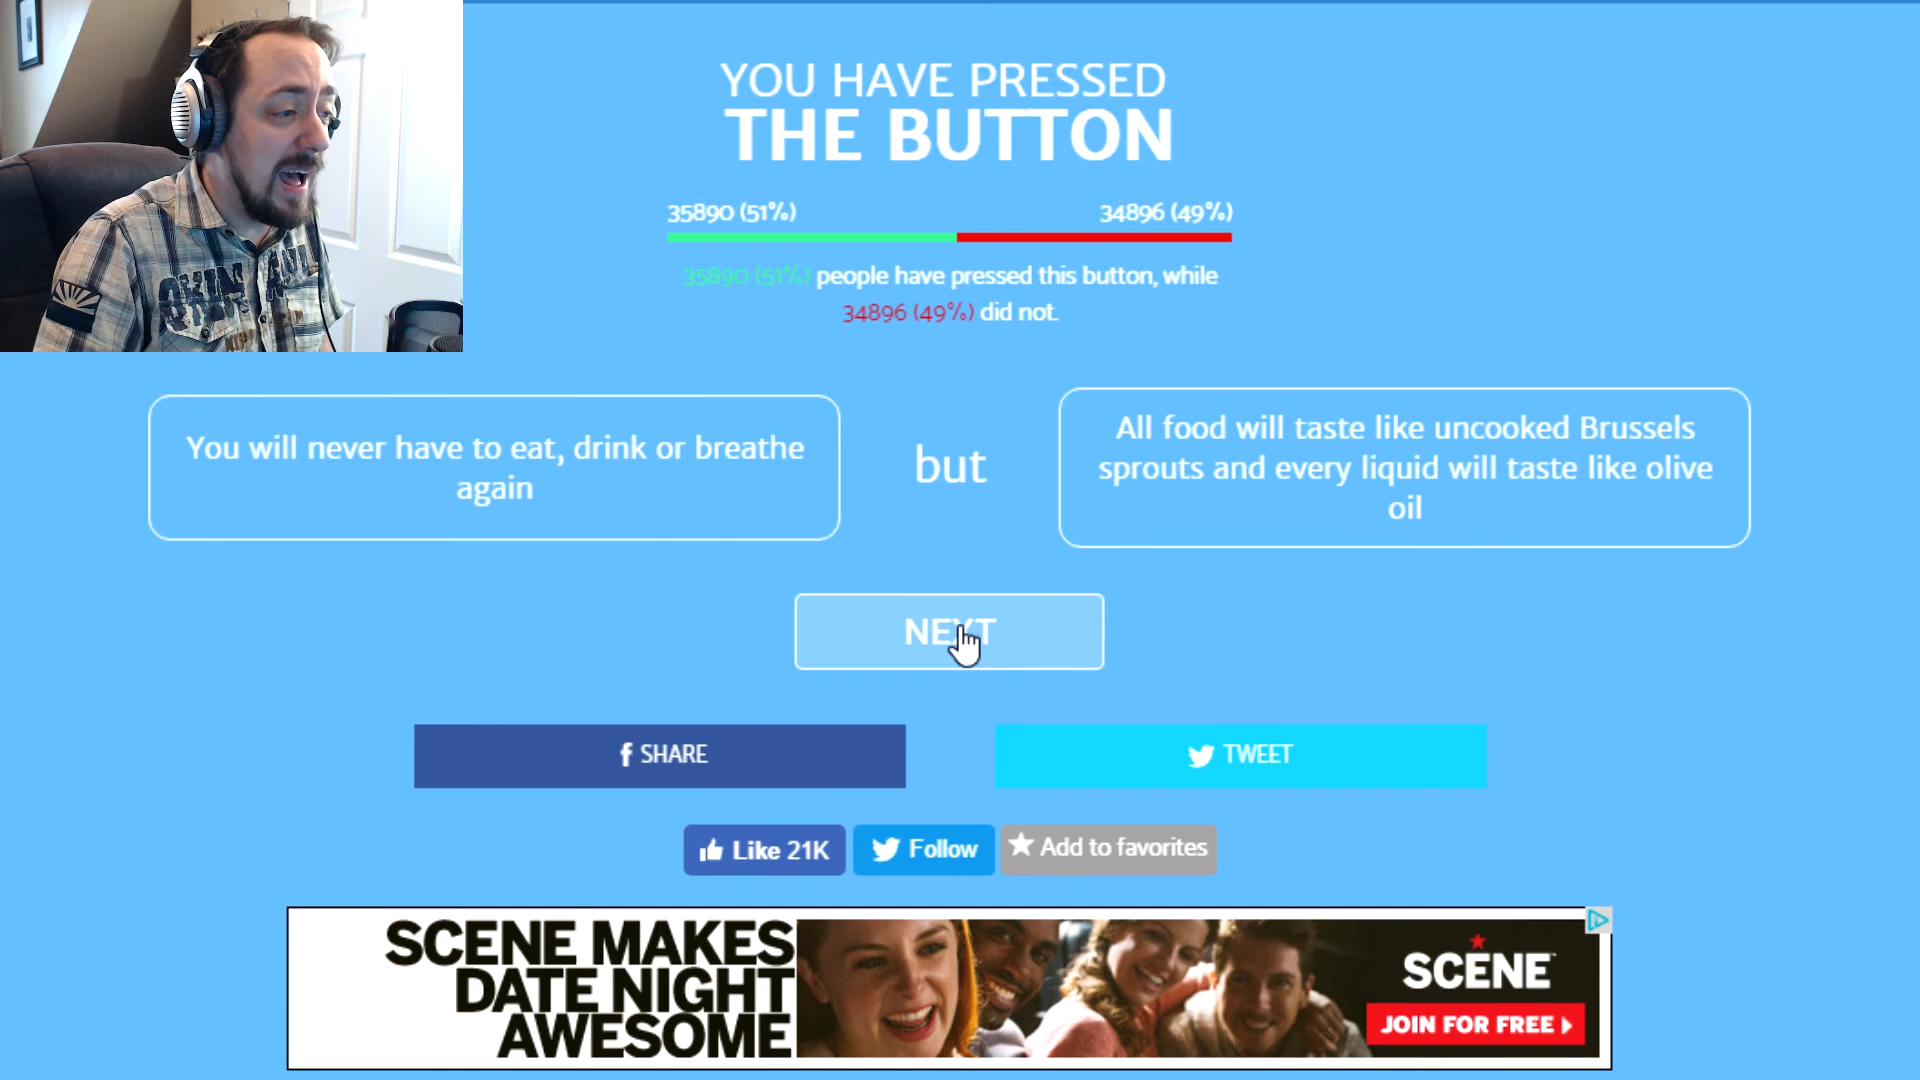 YOU HAVE PRESSED
THE BUTTON
35890 (51%) 34896 (49%)
35890 (51%) people have pressed this button, while
34896 (49%) did not.
You will never have to eat, drink or breathe
again
but
All food will taste like uncooked Brussels
sprouts and every liquid will taste like olive
oil
NEXT
f SHARE
TWEET
Like 21K
Follow
Add to favorites
SCENE MAKES
DATE NIGHT
AWESOME
SCENE
JOIN FOR FREE